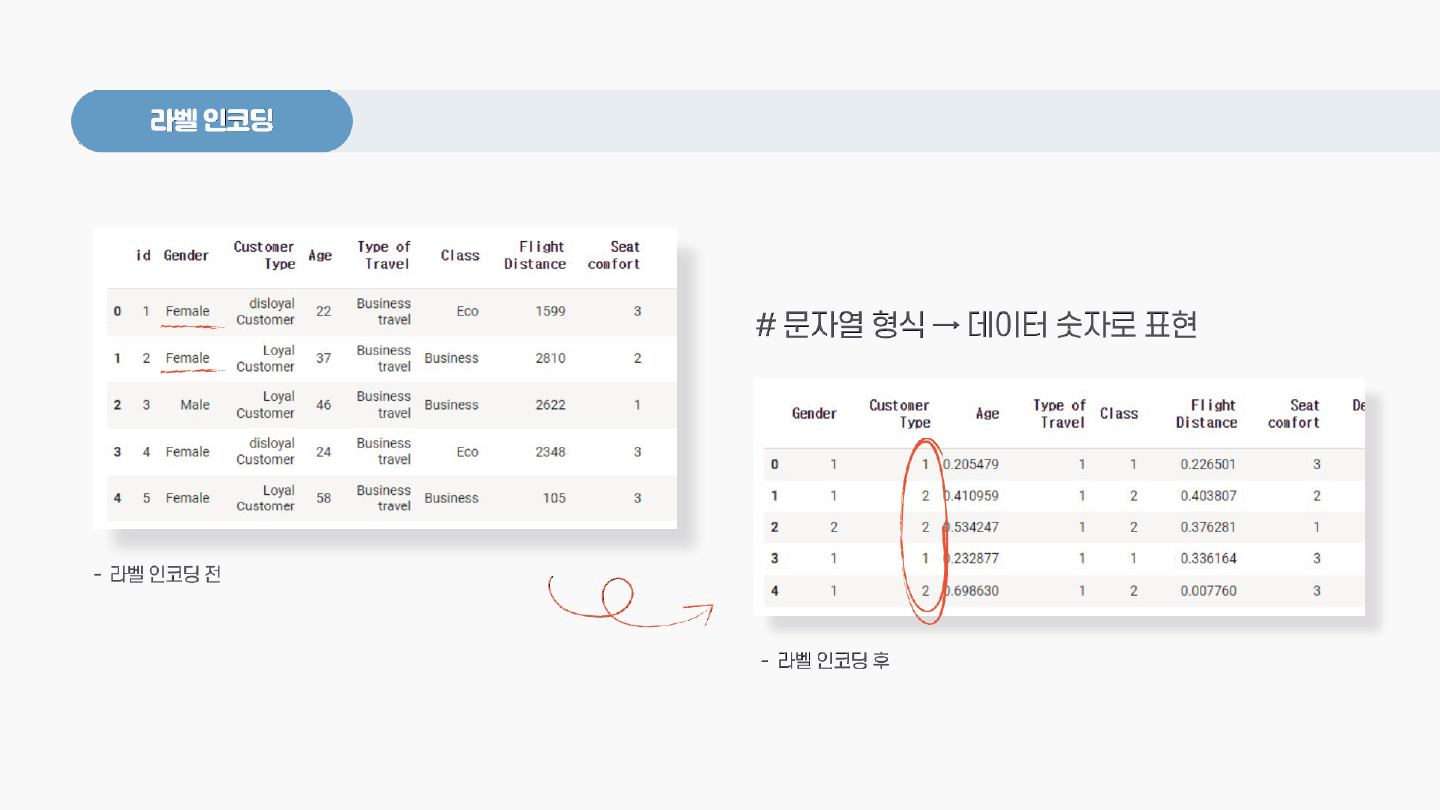 라벨 인코딩
id Gender Customer Type Age Type of Travel Class Flight Distance Seat comfort
0 1 Female disloyal Customer 22 Business travel Eco 1599 3
1 2 Female Loyal Customer 37 Business travel Business 2810 2
2 3 Male Loyal Customer 46 Business travel Business 2622 1
3 4 Female disloyal Customer 24 Business travel Eco 2348 3
4 5 Female Loyal Customer 58 Business travel Business 105 3
- 라벨 인코딩 전
# 문자열 형식 → 데이터 숫자로 표현
Gender Customer Type Age Type of Travel Class Flight Distance Seat comfort De
0 1 1 0.205479 1 1 0.226501 3
1 1 2 0.410959 1 2 0.403807 2
2 2 2 0.534247 1 2 0.376281 1
3 1 1 0.232877 1 1 0.336164 3
4 1 2 0.698630 1 2 0.007760 3
- 라벨 인코딩 후